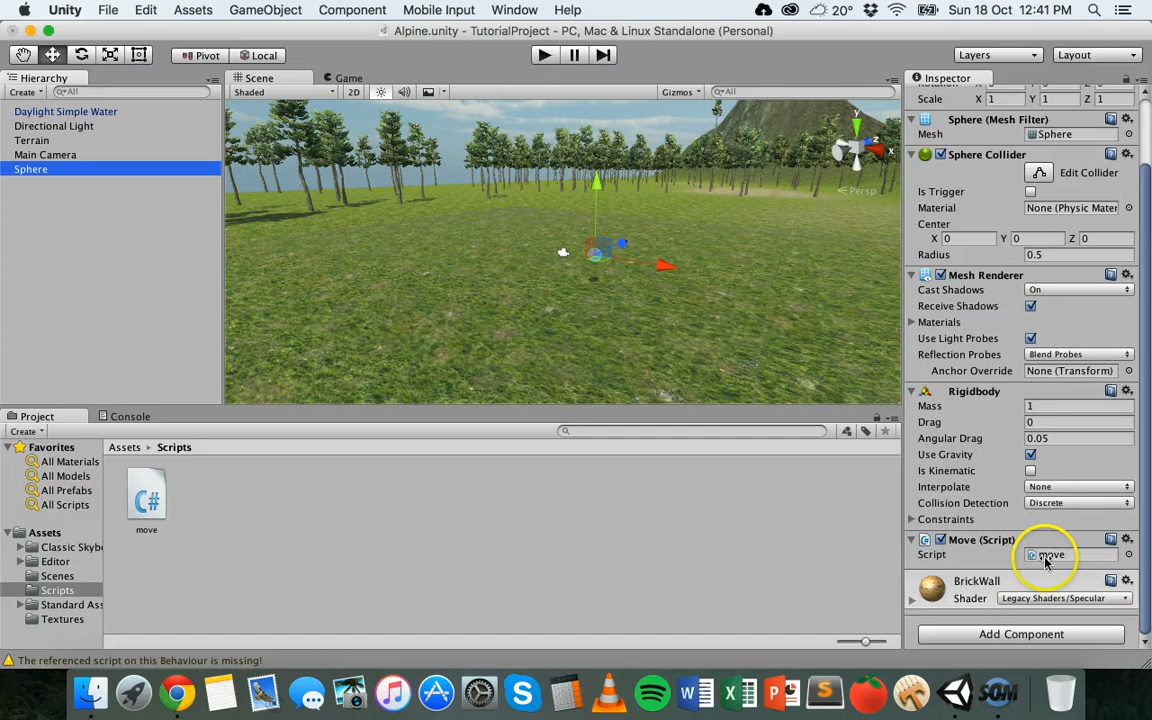 Unity File Edit Assets GameObject Component Mobile Input Window Help 20° Sun 18 Oct 12:41 PM
Alpine.unity - TutorialProject - PC, Mac & Linux Standalone (Personal)
Pivot Local Layers Layout
Hierarchy Scene Game Inspector
Create All Shaded 2D Gizmos All
Scale X 1 Y 1 Z 1
Daylight Simple Water
Directional Light
Terrain
Main Camera
Sphere
y
z
x
Persp
Sphere (Mesh Filter)
Mesh Sphere
Sphere Collider
Edit Collider
Is Trigger
Material None (Physic Mater
Center
X 0 Y 0 Z 0
Radius 0.5
Mesh Renderer
Cast Shadows On
Receive Shadows
Materials
Use Light Probes
Reflection Probes Blend Probes
Anchor Override None (Transform)
Rigidbody
Mass 1
Drag 0
Angular Drag 0.05
Use Gravity
Is Kinematic
Interpolate None
Collision Detection Discrete
Constraints
Move (Script)
Script move
BrickWall
Shader Legacy Shaders/Specular
Add Component
Project Console
Create
Favorites
All Materials
All Models
All Prefabs
All Scripts
Assets
Classic Skyb
Editor
Scenes
Scripts
Standard Ass
Textures
Assets Scripts
C#
move
The referenced script on this Behaviour is missing!
W X P S SOM